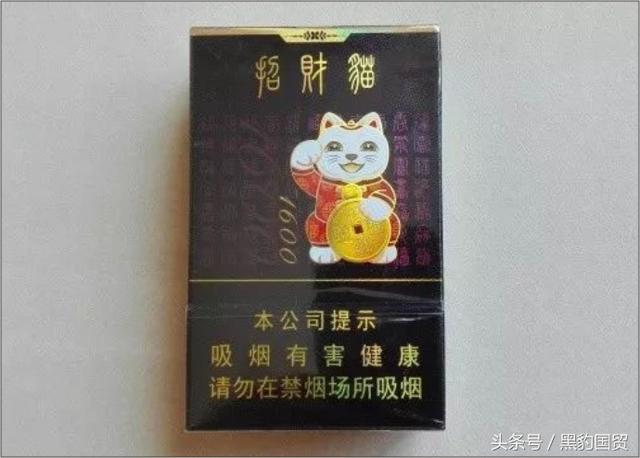 招財貓
1600
本公司提示
吸烟有害健康
请勿在禁烟场所吸烟
头条号/黑豹国贸